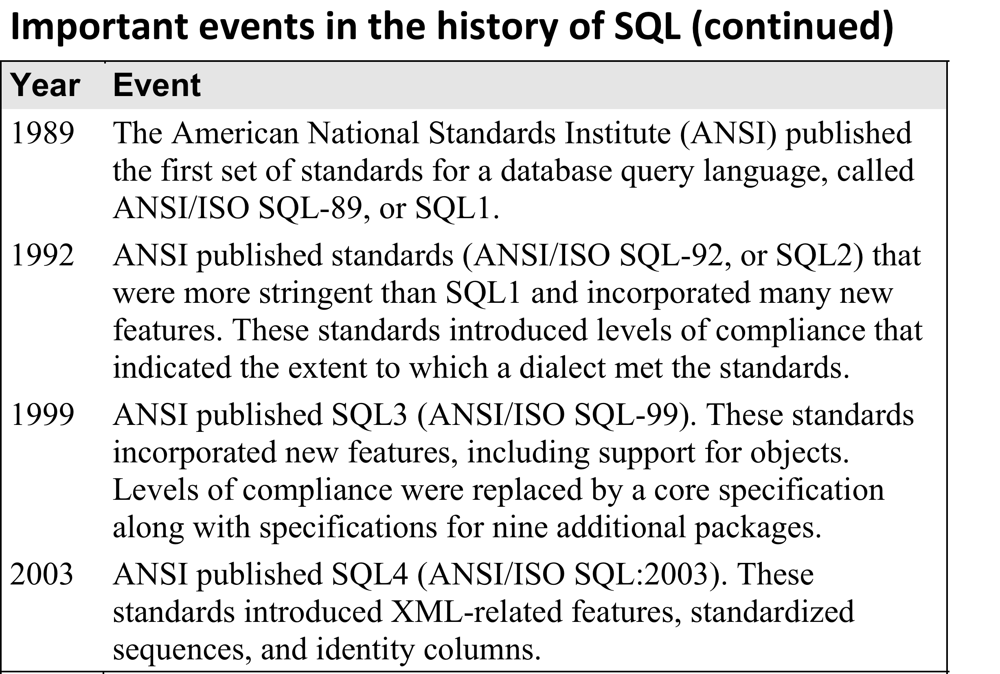 Important events in the history of SQL (continued)
Year Event
1989 The American National Standards Institute (ANSI) published
the first set of standards for a database query language, called
ANSI/ISO SQL-89, or SQL1.
1992 ANSI published standards (ANSI/ISO SQL-92, or SQL2) that
were more stringent than SQL1 and incorporated many new
features. These standards introduced levels of compliance that
indicated the extent to which a dialect met the standards.
1999 ANSI published SQL3 (ANSI/ISO SQL-99). These standards
incorporated new features, including support for objects.
Levels of compliance were replaced by a core specification
along with specifications for nine additional packages.
2003 ANSI published SQL4 (ANSI/ISO SQL:2003). These
standards introduced XML-related features, standardized
sequences, and identity columns.